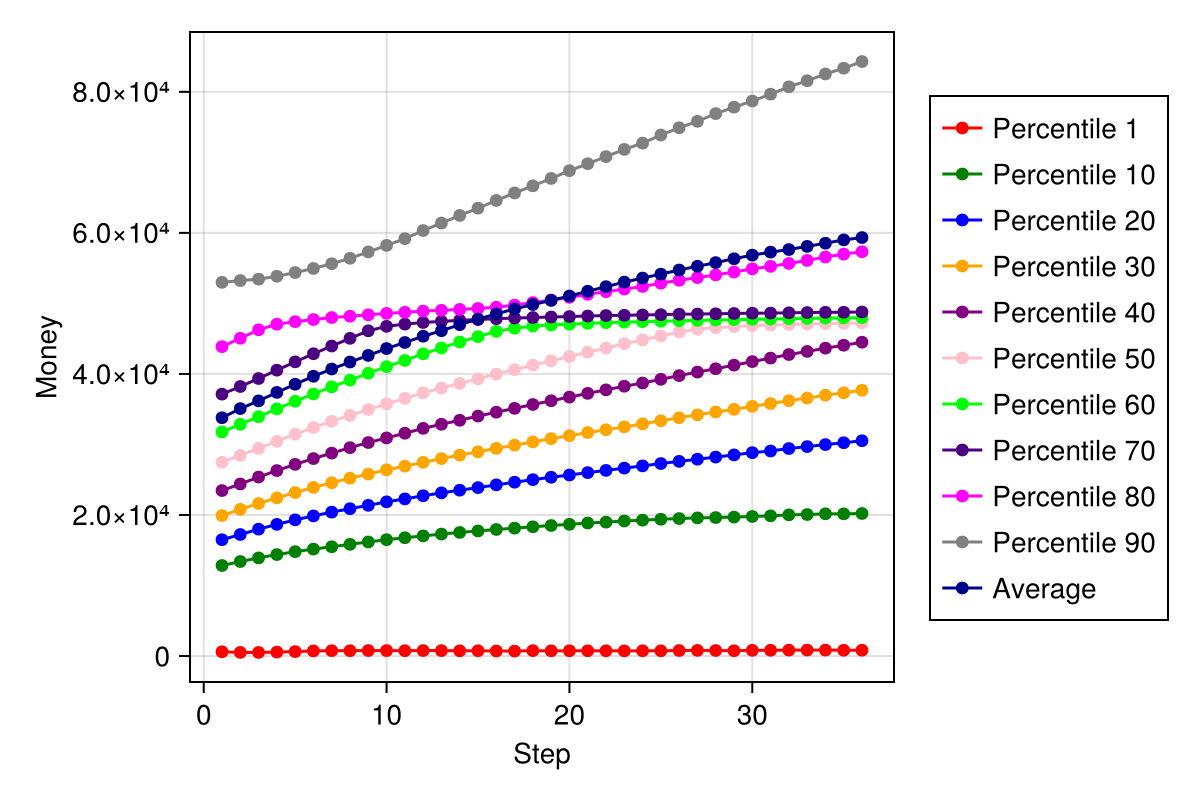 Money
8.0×10⁴
6.0×10⁴
4.0×10⁴
2.0×10⁴
0
0 10 20 30
Step
Percentile 1
Percentile 10
Percentile 20
Percentile 30
Percentile 40
Percentile 50
Percentile 60
Percentile 70
Percentile 80
Percentile 90
Average